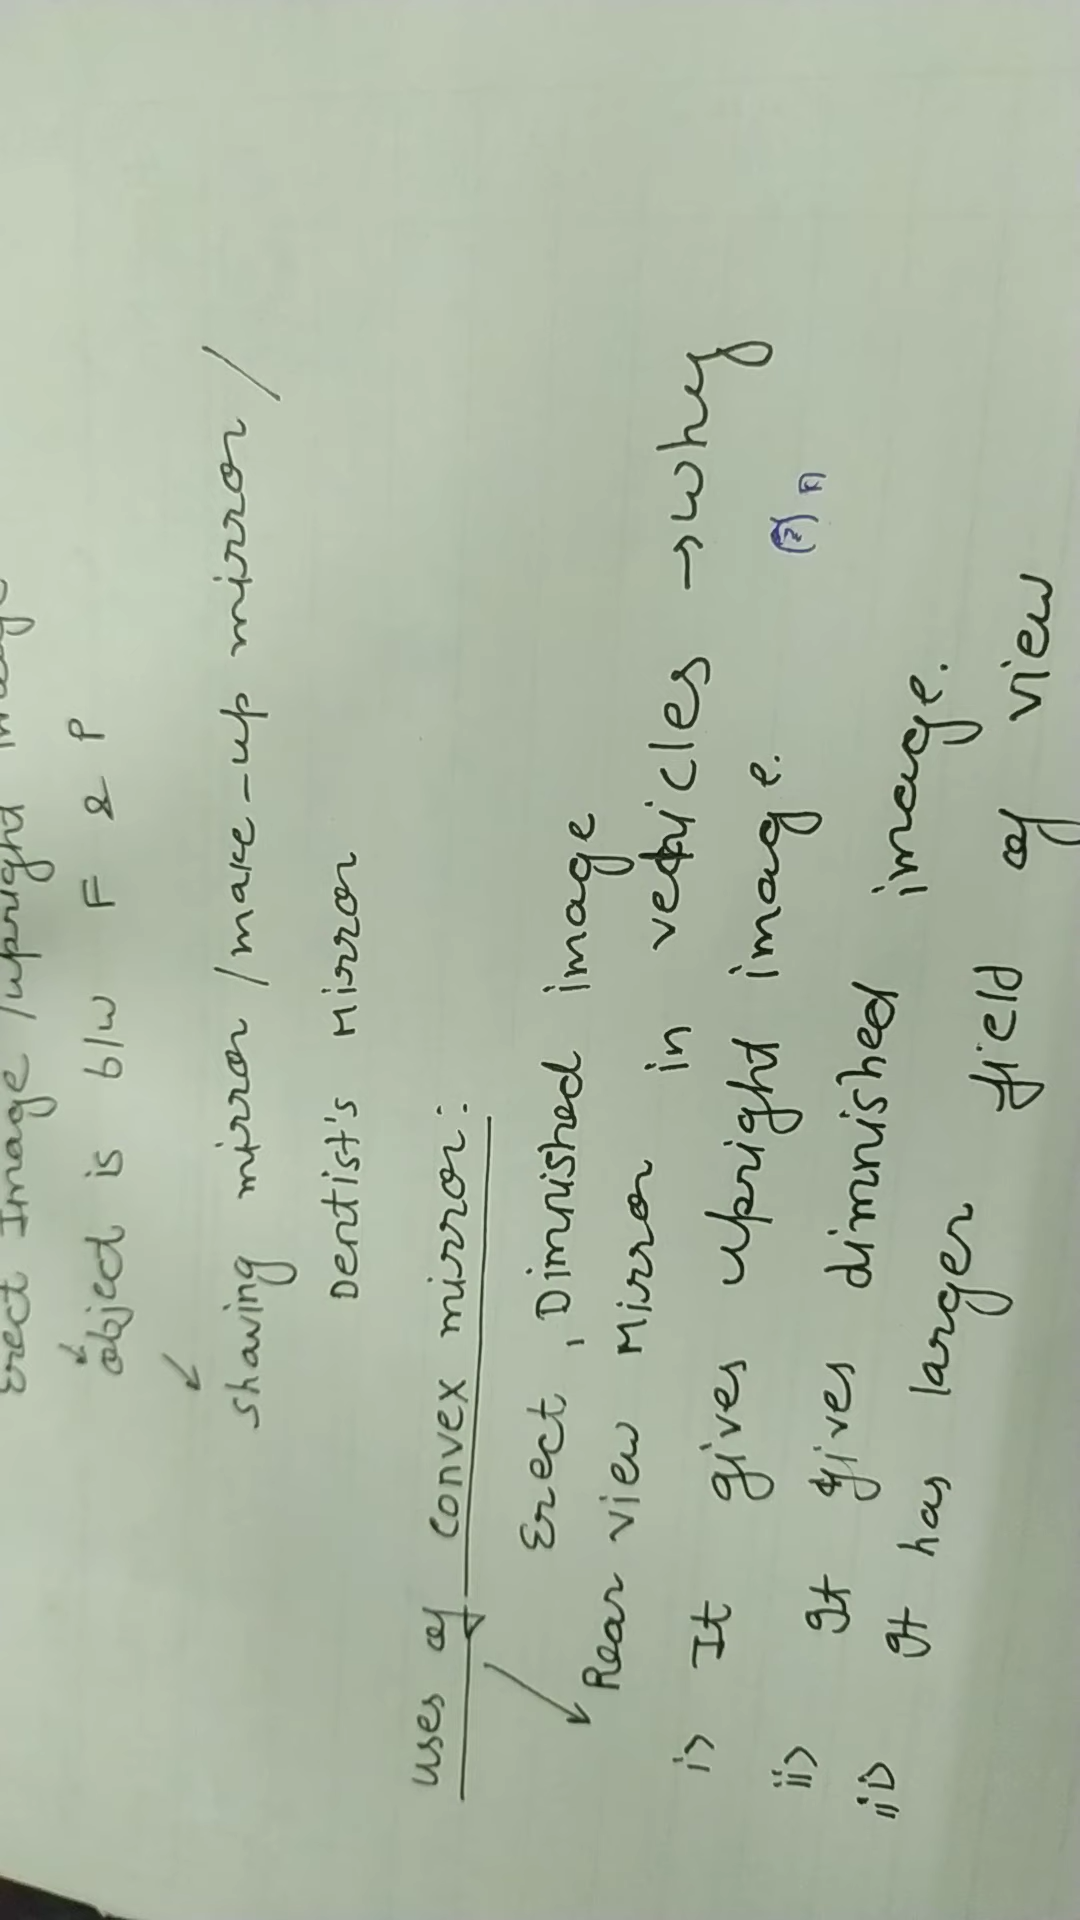 Erect Image / upright image
object is b/w F & P
shaving mirror / make-up mirror /
Dentist's Mirror
uses of convex mirror:
Erect, Diminished image
Rear view Mirror in vehicles → why
i> It gives upright image.
ii> It gives diminished image.
iii> It has larger field of view